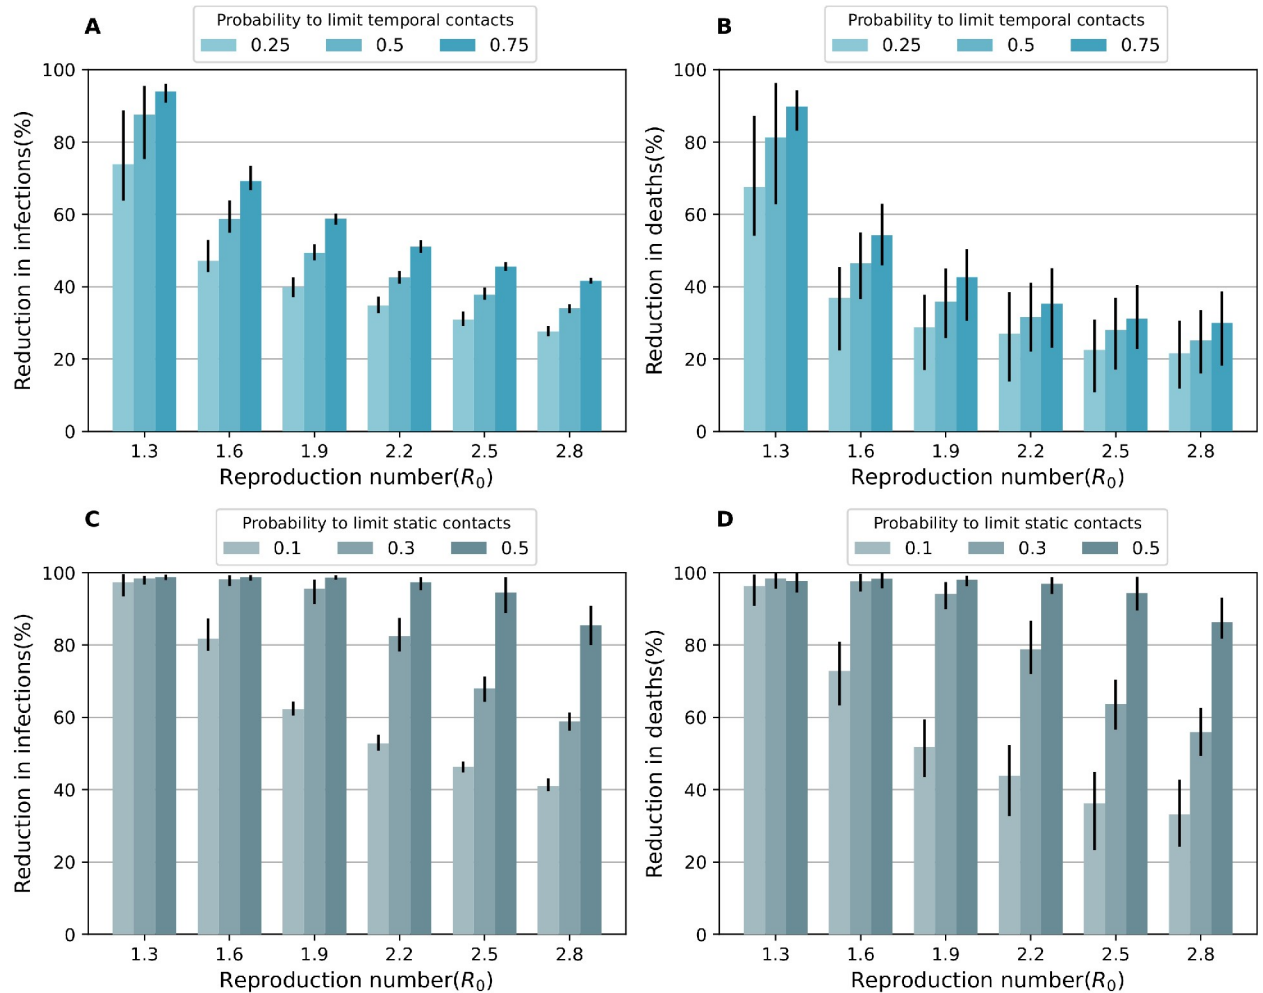 A
Probability to limit temporal contacts
0.25 0.5 0.75
Reduction in infections(%)
100
80
60
40
20
0
1.3 1.6 1.9 2.2 2.5 2.8
Reproduction number(R0)
B
Probability to limit temporal contacts
0.25 0.5 0.75
Reduction in deaths(%)
100
80
60
40
20
0
1.3 1.6 1.9 2.2 2.5 2.8
Reproduction number(R0)
C
Probability to limit static contacts
0.1 0.3 0.5
Reduction in infections(%)
100
80
60
40
20
0
1.3 1.6 1.9 2.2 2.5 2.8
Reproduction number(R0)
D
Probability to limit static contacts
0.1 0.3 0.5
Reduction in deaths(%)
100
80
60
40
20
0
1.3 1.6 1.9 2.2 2.5 2.8
Reproduction number(R0)